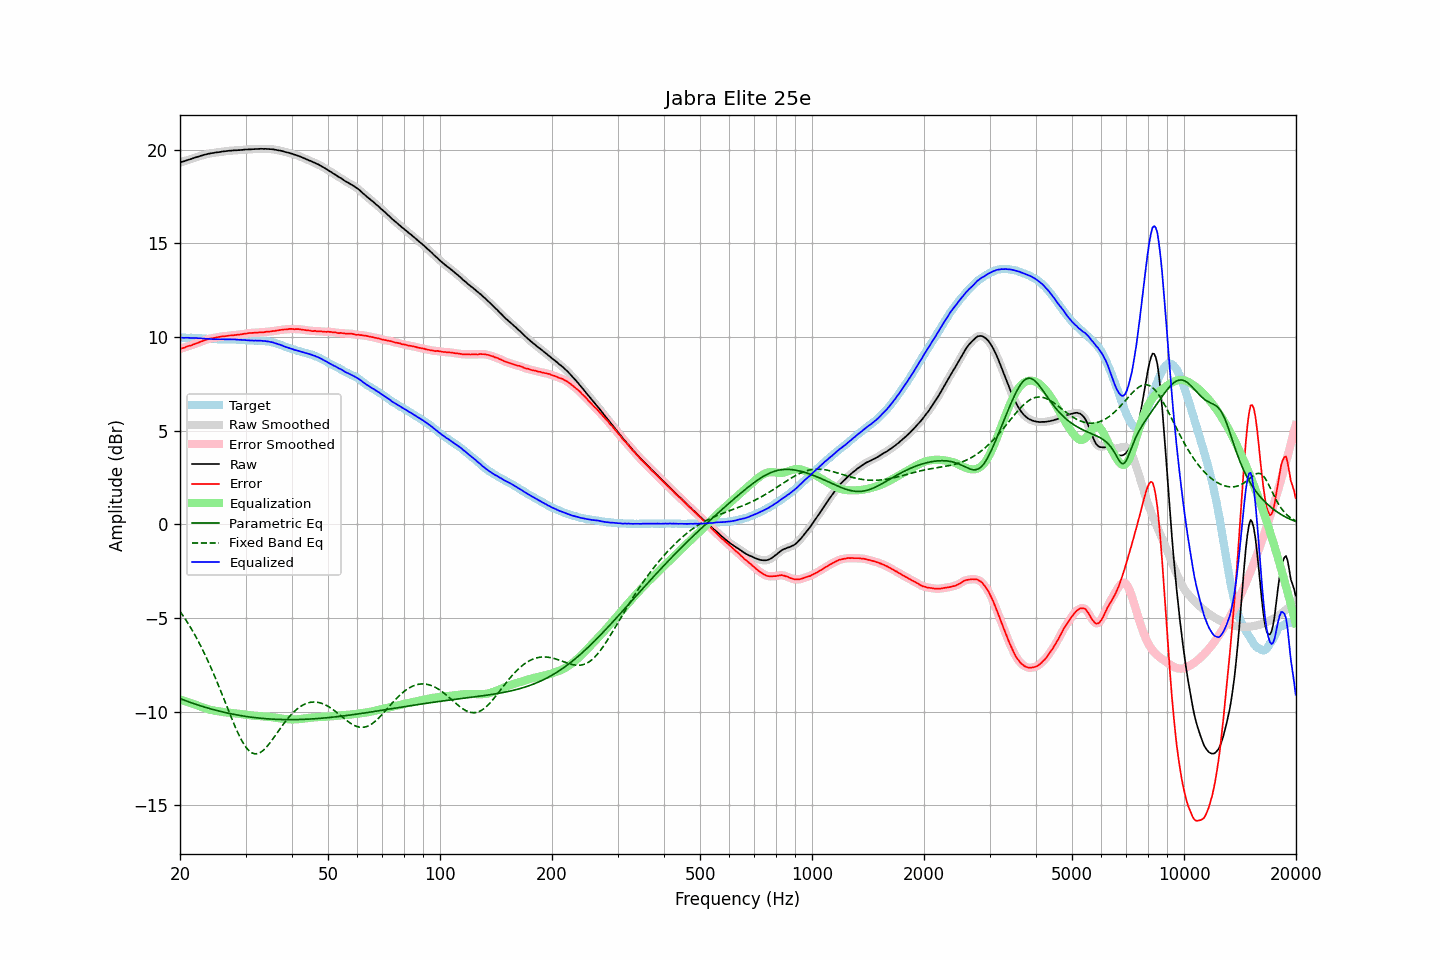 Jabra Elite 25e
Amplitude (dBr)
20
15
10
5
0
−5
−10
−15
Target
Raw Smoothed
Error Smoothed
Raw
Error
Equalization
Parametric Eq
Fixed Band Eq
Equalized
20 50 100 200 500 1000 2000 5000 10000 20000
Frequency (Hz)